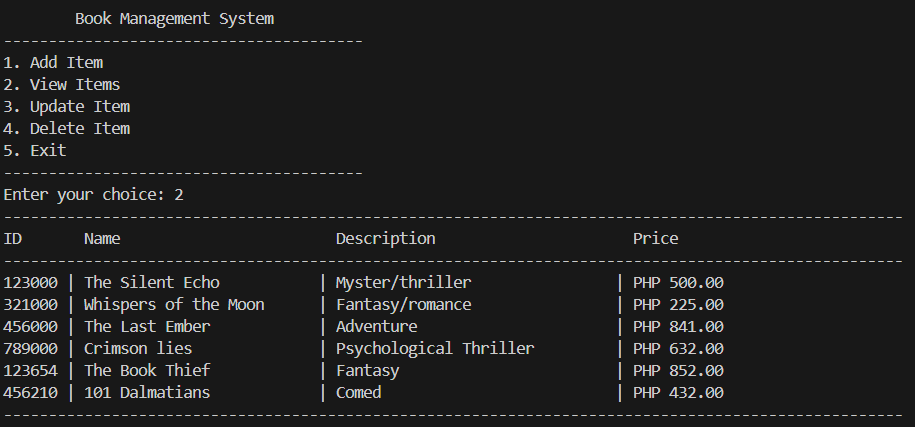 Book Management System
----------------------------------------
1. Add Item
2. View Items
3. Update Item
4. Delete Item
5. Exit
----------------------------------------
Enter your choice: 2
----------------------------------------------------------------------------------------------------
ID       Name                        Description                      Price
----------------------------------------------------------------------------------------------------
123000 | The Silent Echo           | Myster/thriller                | PHP 500.00
321000 | Whispers of the Moon      | Fantasy/romance                | PHP 225.00
456000 | The Last Ember            | Adventure                      | PHP 841.00
789000 | Crimson lies              | Psychological Thriller         | PHP 632.00
123654 | The Book Thief            | Fantasy                        | PHP 852.00
456210 | 101 Dalmatians            | Comed                          | PHP 432.00
----------------------------------------------------------------------------------------------------